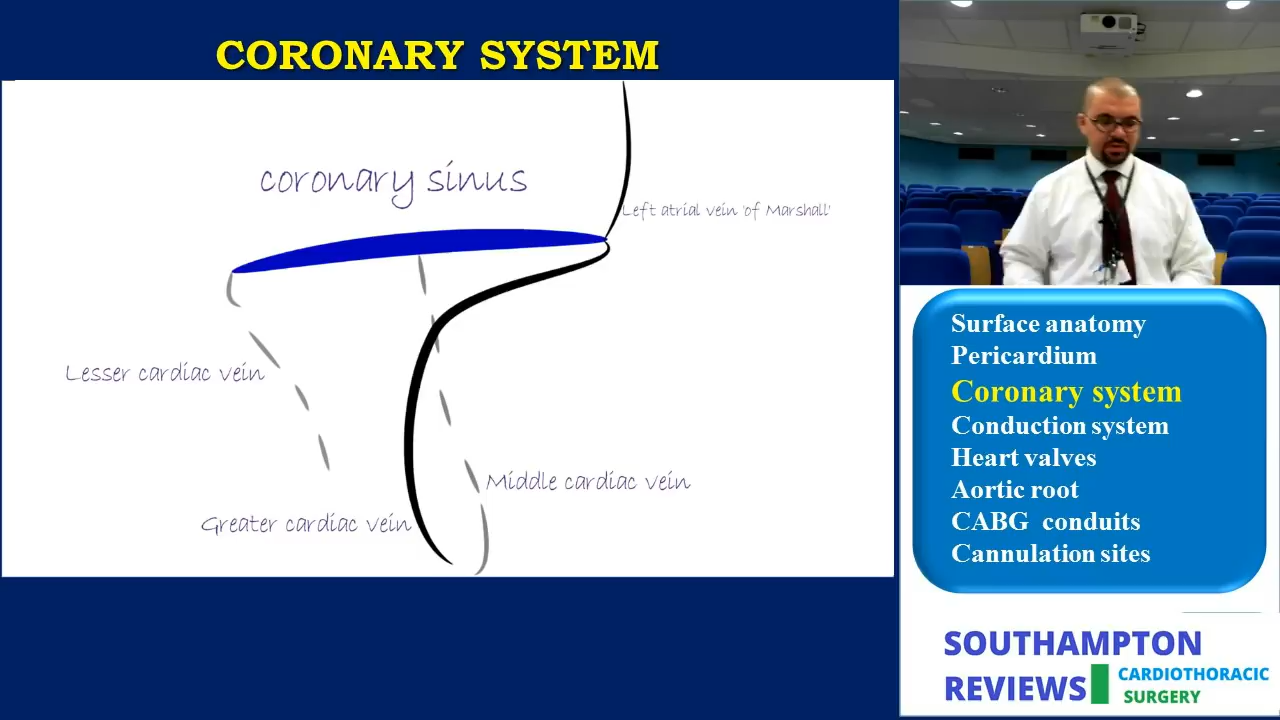 CORONARY SYSTEM
coronary sinus
Left atrial vein 'of Marshall'
Lesser cardiac vein
Middle cardiac vein
Greater cardiac vein
Surface anatomy
Pericardium
Coronary system
Conduction system
Heart valves
Aortic root
CABG conduits
Cannulation sites
SOUTHAMPTON
REVIEWS CARDIOTHORACIC
SURGERY